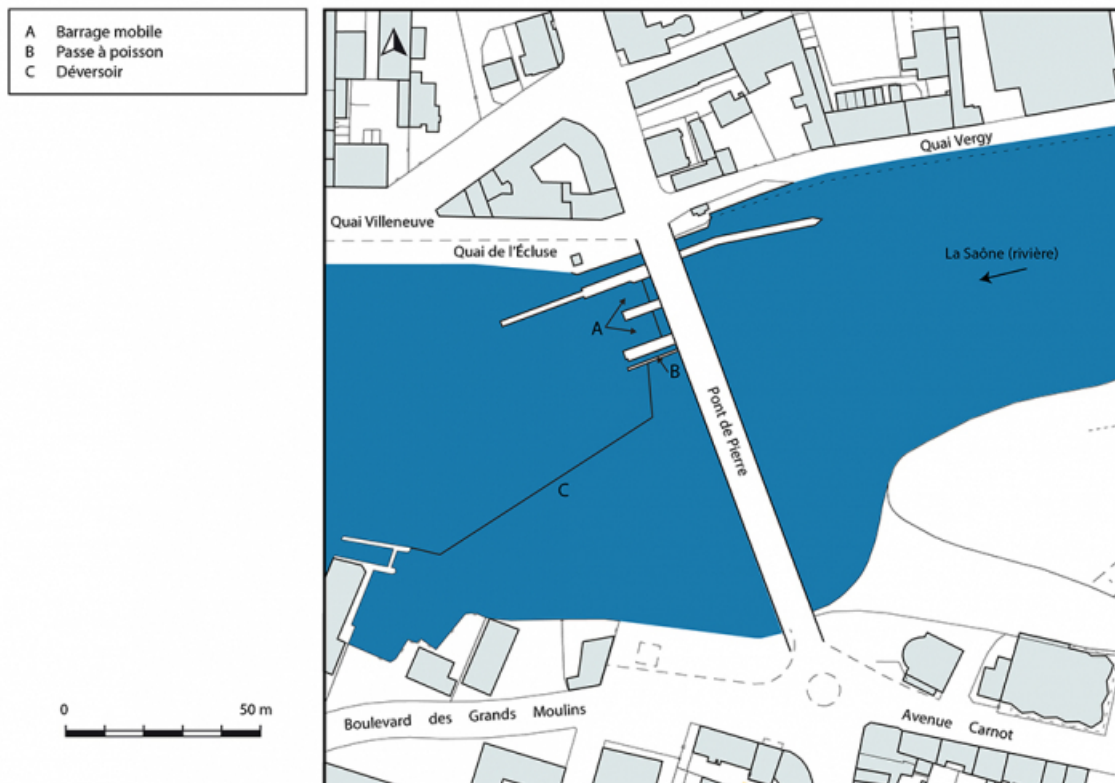 A Barrage mobile
B Passe à poisson
C Déversoir
Quai Vergy
Quai Villeneuve
Quai de l'Écluse
La Saône (rivière)
A
B
Pont de Pierre
C
0 50 m
Boulevard des Grands Moulins
Avenue Carnot